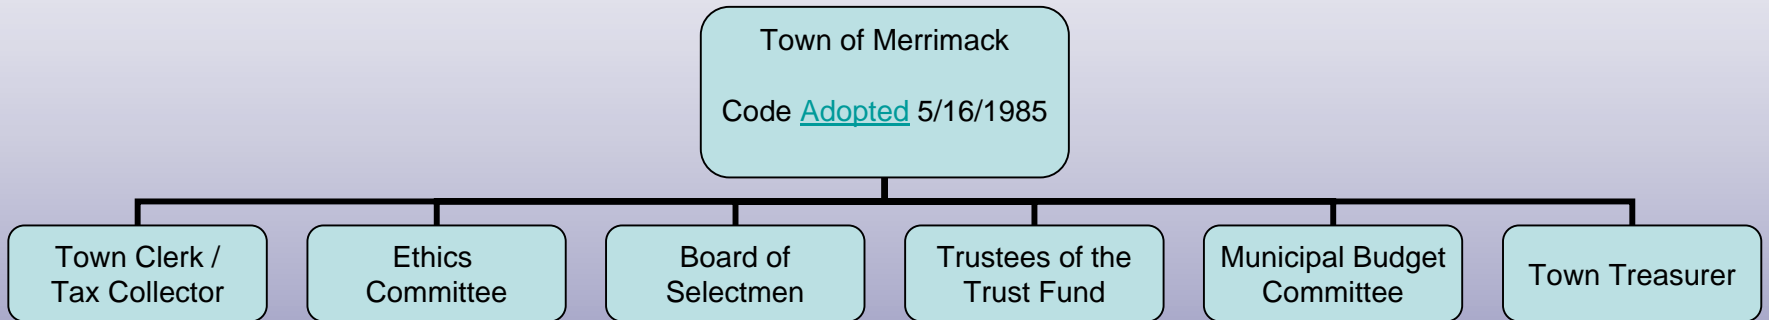 Town of Merrimack
Code Adopted 5/16/1985
Town Clerk /
Tax Collector
Ethics
Committee
Board of
Selectmen
Trustees of the
Trust Fund
Municipal Budget
Committee
Town Treasurer